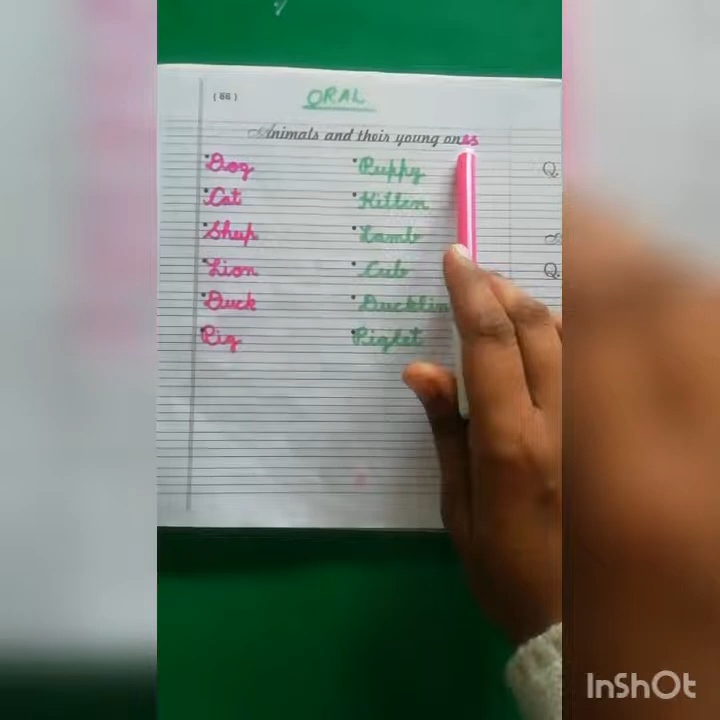 ( 66 )
ORAL
Animals and their young ones
Dog Puppy
Cat Kitten
Sheep Lamb
Lion Cub
Duck Ducklin
Pig Piglet
Q.
Q.
InShOt